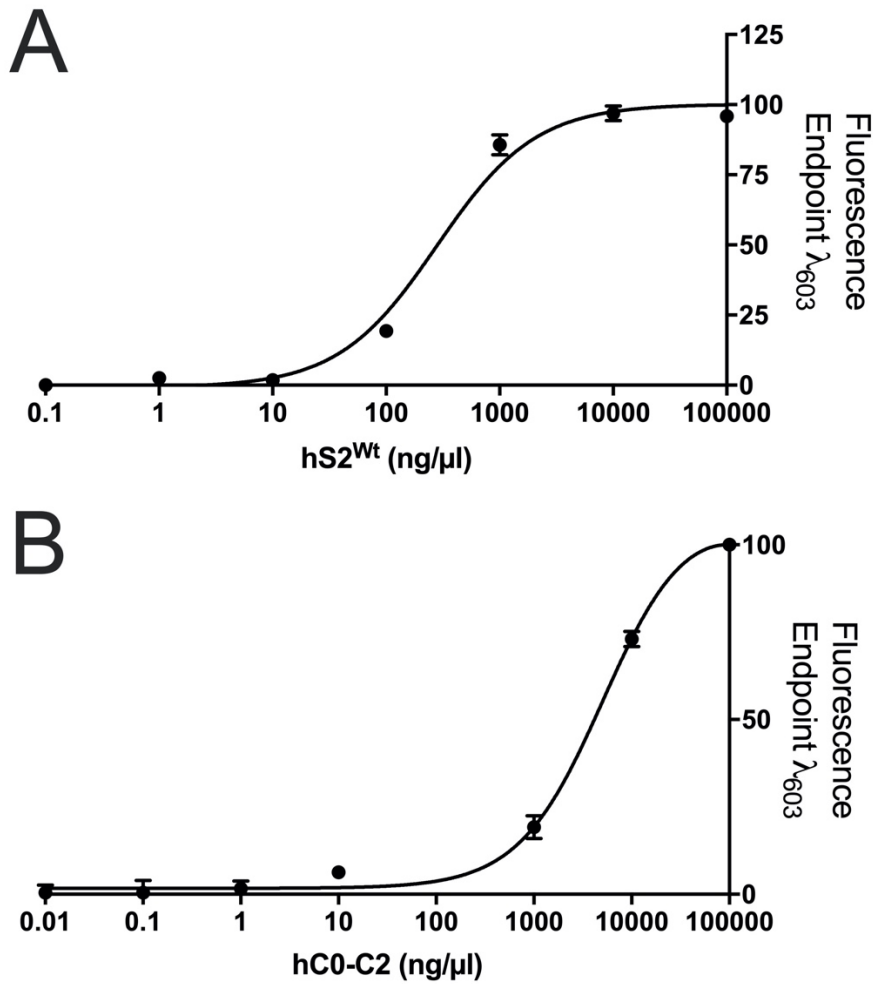 A
125
100
75
50
25
0
Fluorescence
Endpoint λ603
0.1 1 10 100 1000 10000 100000
hS2Wt (ng/µl)
B
100
50
0
Fluorescence
Endpoint λ603
0.01 0.1 1 10 100 1000 10000 100000
hC0-C2 (ng/µl)